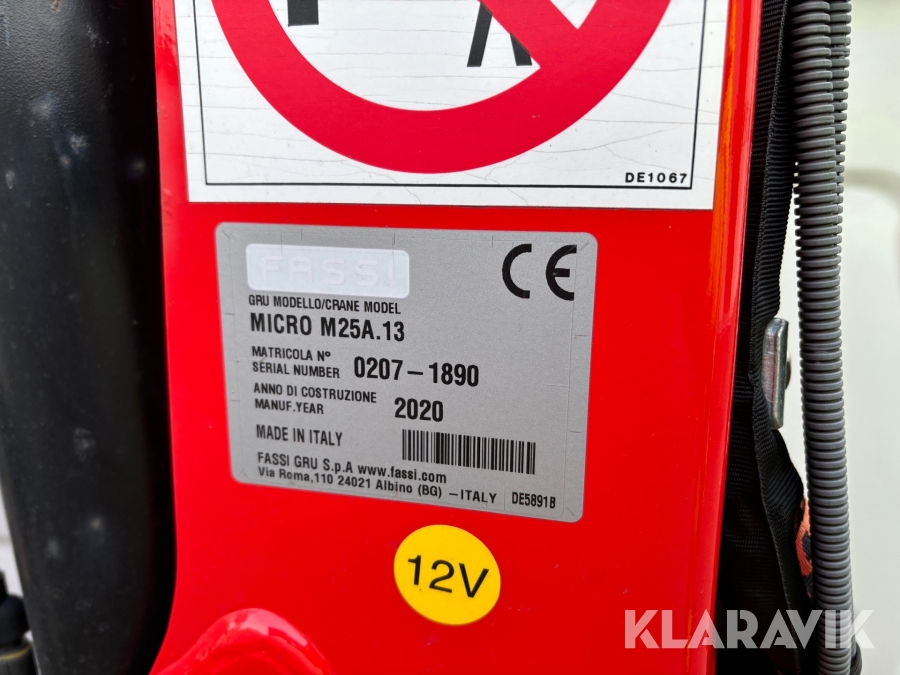 DE1067
FASSI
CE
GRU MODELLO/CRANE MODEL
MICRO M25A.13
MATRICOLA N°
SERIAL NUMBER 0207-1890
ANNO DI COSTRUZIONE
MANUF.YEAR 2020
MADE IN ITALY
FASSI GRU S.p.A www.fassi.com
Via Roma,110 24021 Albino (BG) -ITALY DE5891B
12V
KLARAVIK